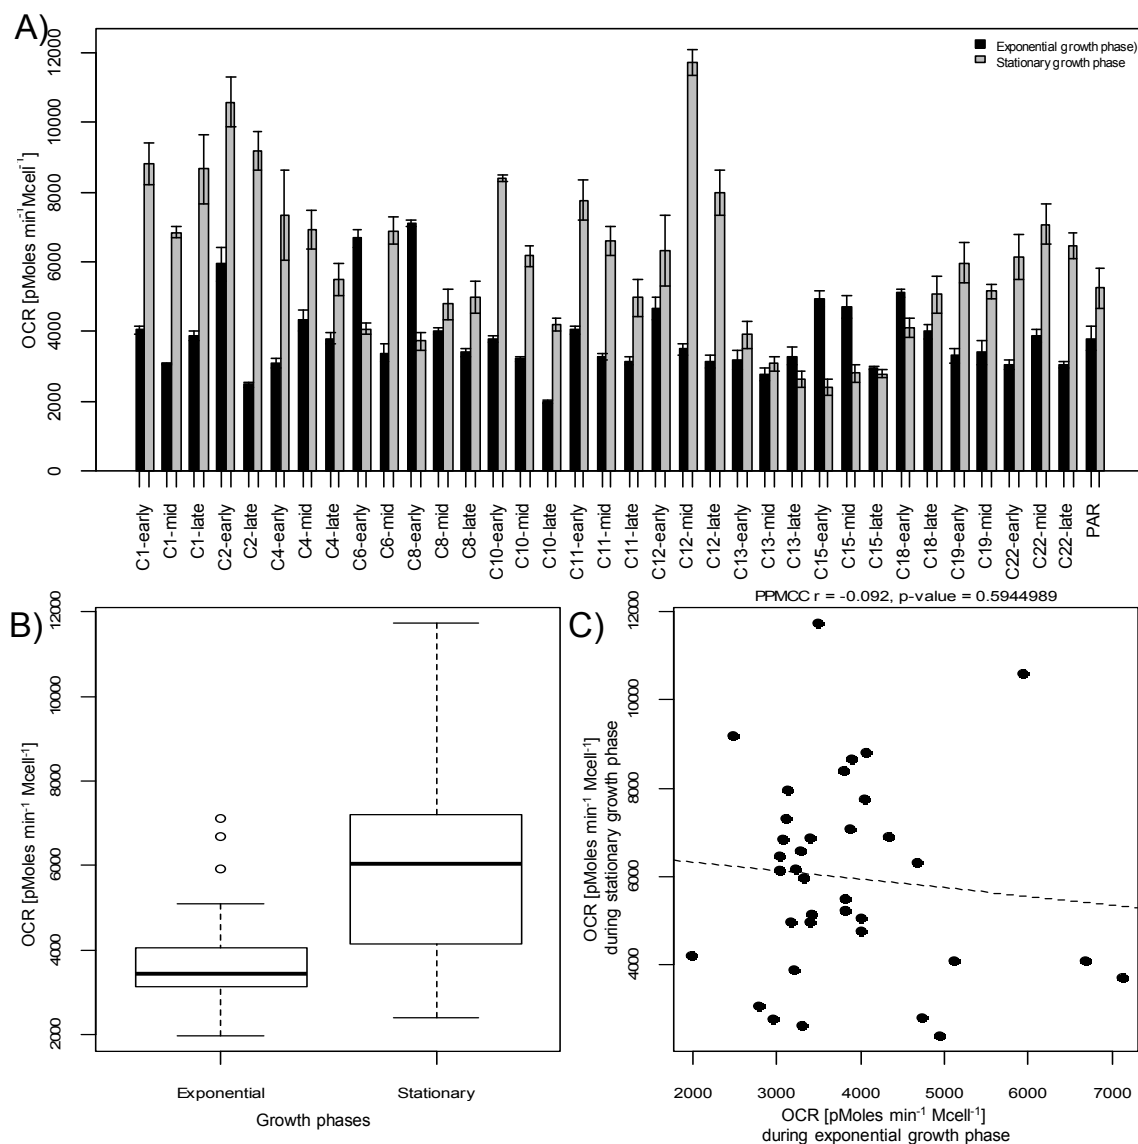 A)
Exponential growth phase)
Stationary growth phase
OCR [pMoles min-1Mcell-1]
0
2000
4000
6000
8000
10000
12000
C1-early
C1-mid
C1-late
C2-early
C2-late
C4-early
C4-mid
C4-late
C6-early
C6-mid
C8-early
C8-mid
C8-late
C10-early
C10-mid
C10-late
C11-early
C11-mid
C11-late
C12-early
C12-mid
C12-late
C13-early
C13-mid
C13-late
C15-early
C15-mid
C15-late
C18-early
C18-late
C19-early
C19-mid
C22-early
C22-mid
C22-late
PAR
B)
OCR [pMoles min⁻¹ Mcell⁻¹]
2000
4000
6000
8000
10000
12000
Exponential
Stationary
Growth phases
C)
PPMCC r = -0.092, p-value = 0.5944989
OCR [pMoles min⁻¹ Mcell⁻¹]
during stationary growth phase
4000
6000
8000
10000
12000
2000
3000
4000
5000
6000
7000
OCR [pMoles min⁻¹ Mcell⁻¹]
during exponential growth phase